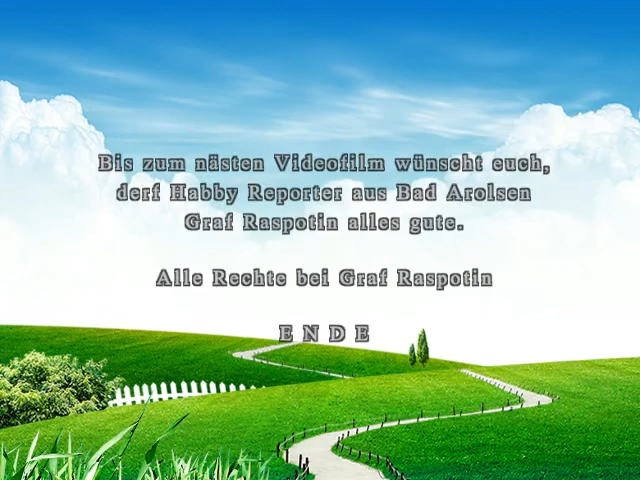 Bis zum nästen Videofilm wünscht euch,
derf Habby Reporter aus Bad Arolsen
Graf Raspotin alles gute.
Alle Rechte bei Graf Raspotin
E N D E